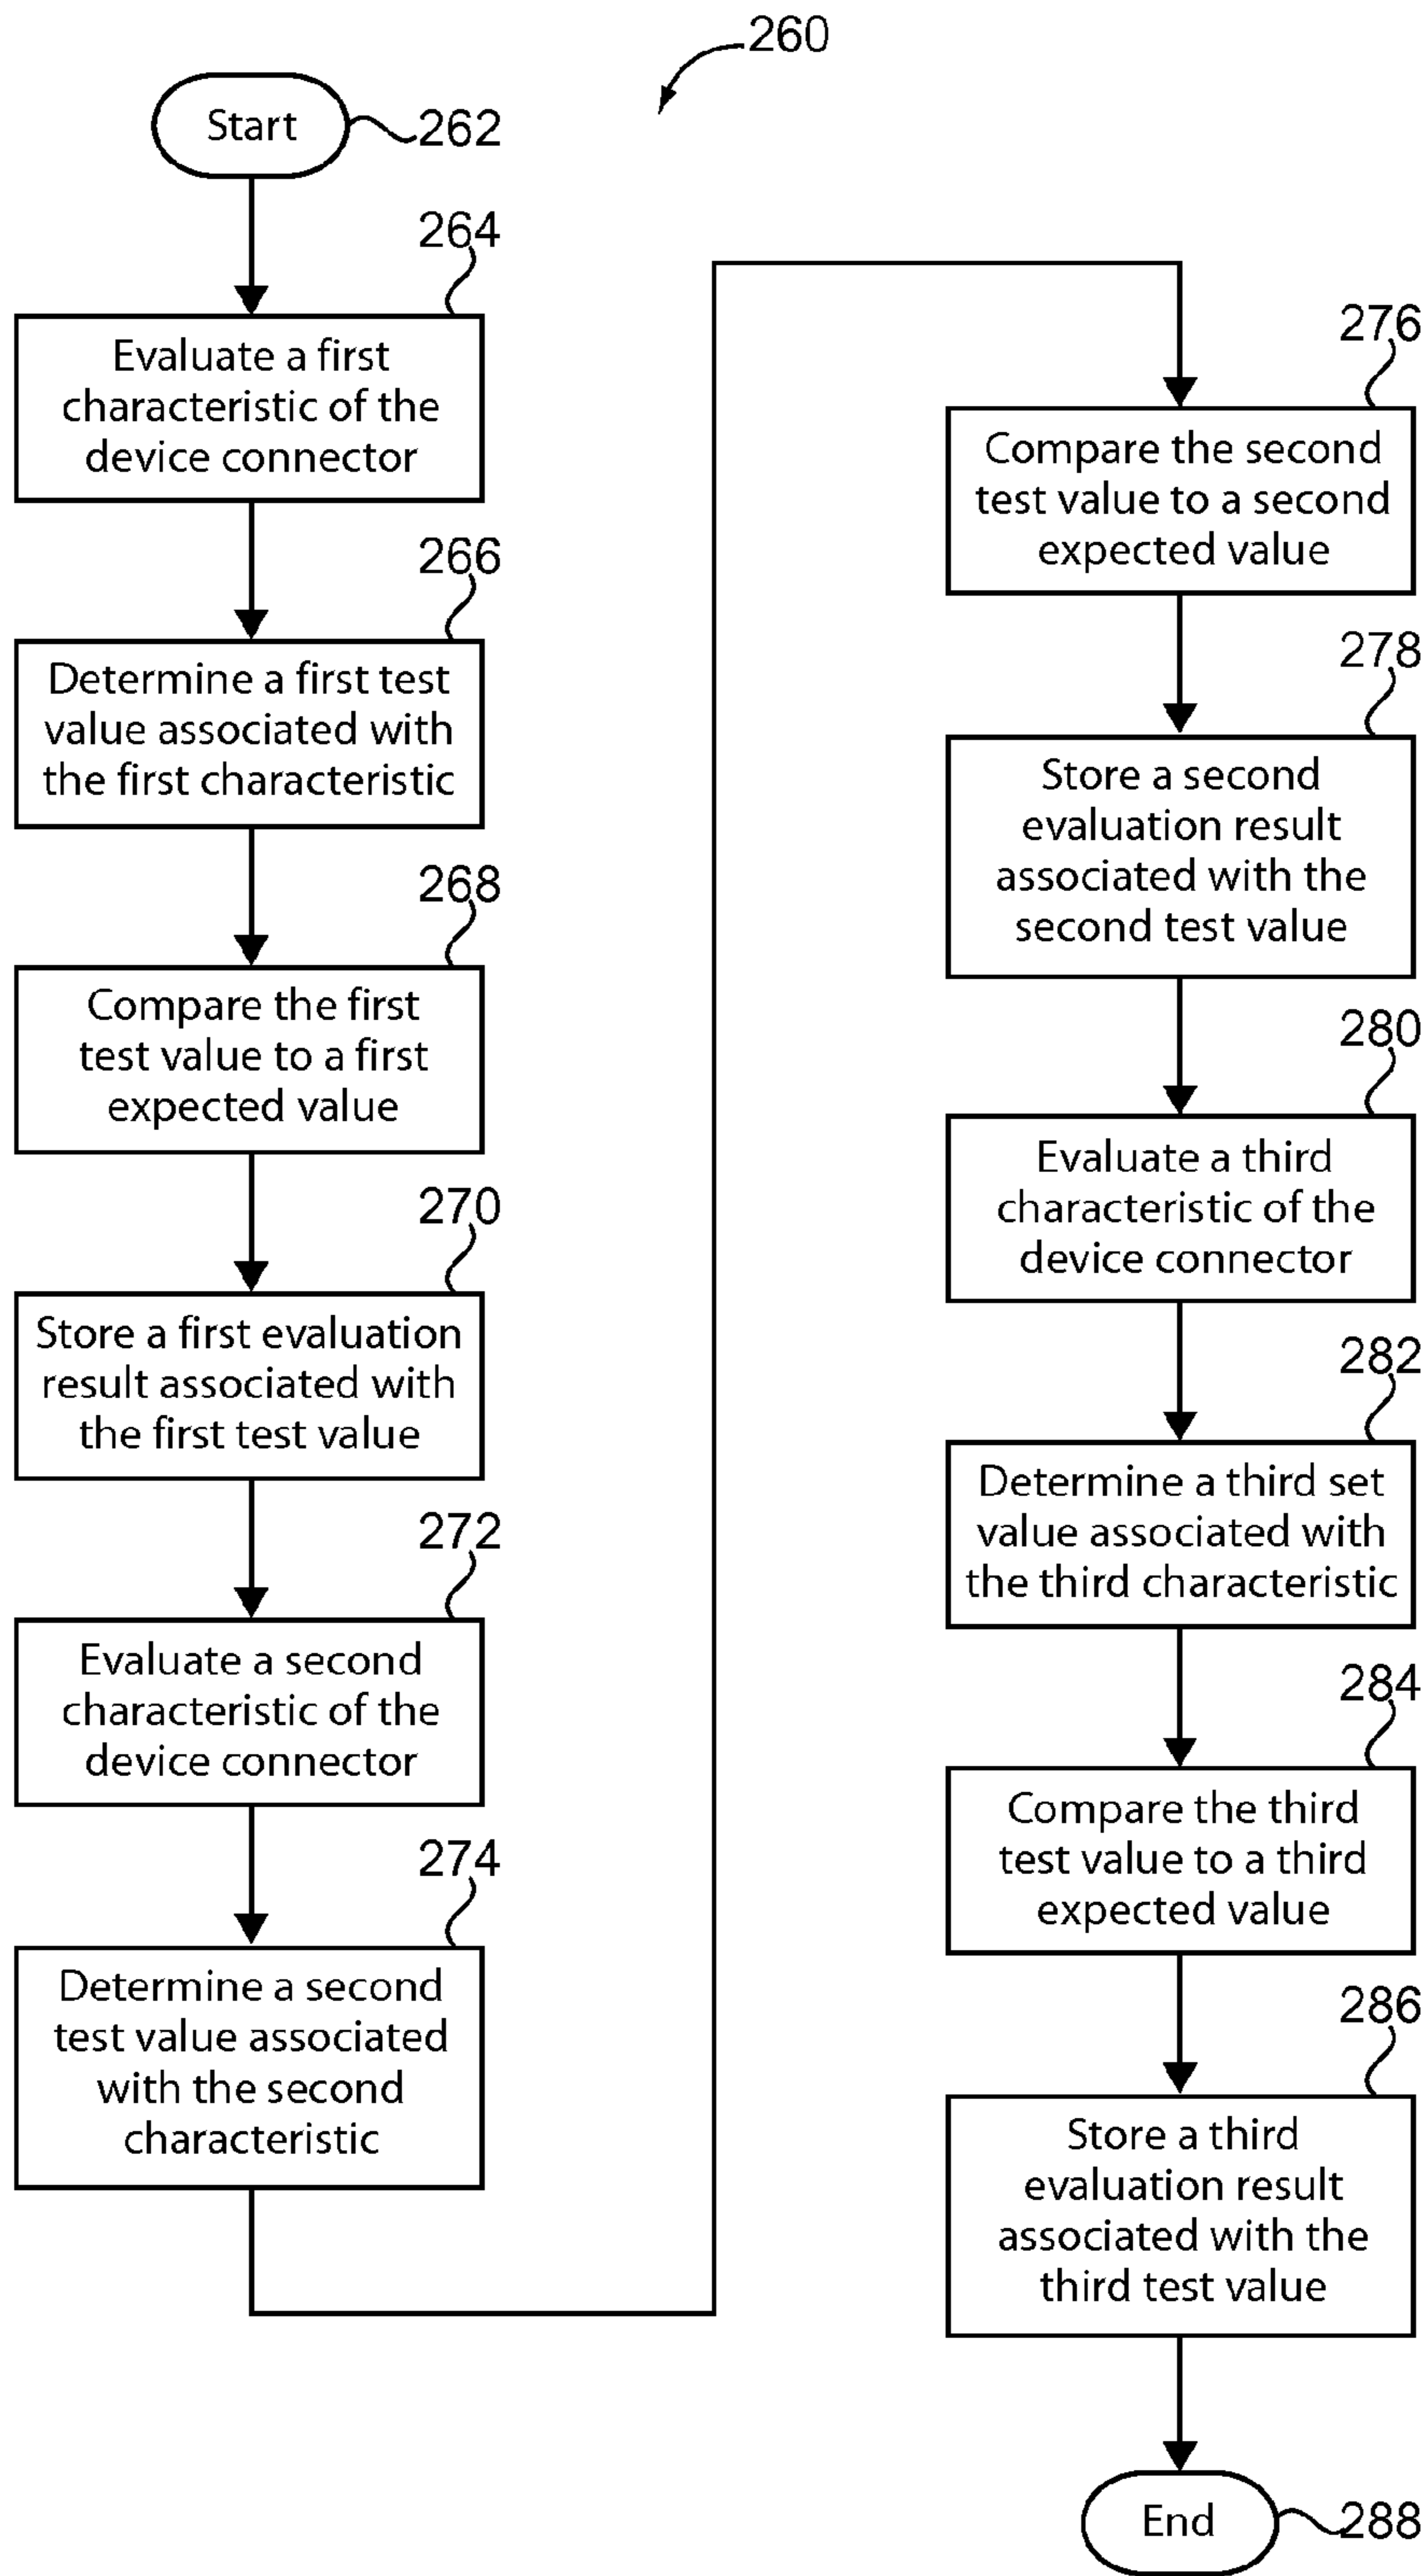 260
Start
262
264
Evaluate a first
characteristic of the
device connector
266
Determine a first test
value associated with
the first characteristic
268
Compare the first
test value to a first
expected value
270
Store a first evaluation
result associated with
the first test value
272
Evaluate a second
characteristic of the
device connector
274
Determine a second
test value associated
with the second
characteristic
276
Compare the second
test value to a second
expected value
278
Store a second
evaluation result
associated with the
second test value
280
Evaluate a third
characteristic of the
device connector
282
Determine a third set
value associated with
the third characteristic
284
Compare the third
test value to a third
expected value
286
Store a third
evaluation result
associated with the
third test value
End
288